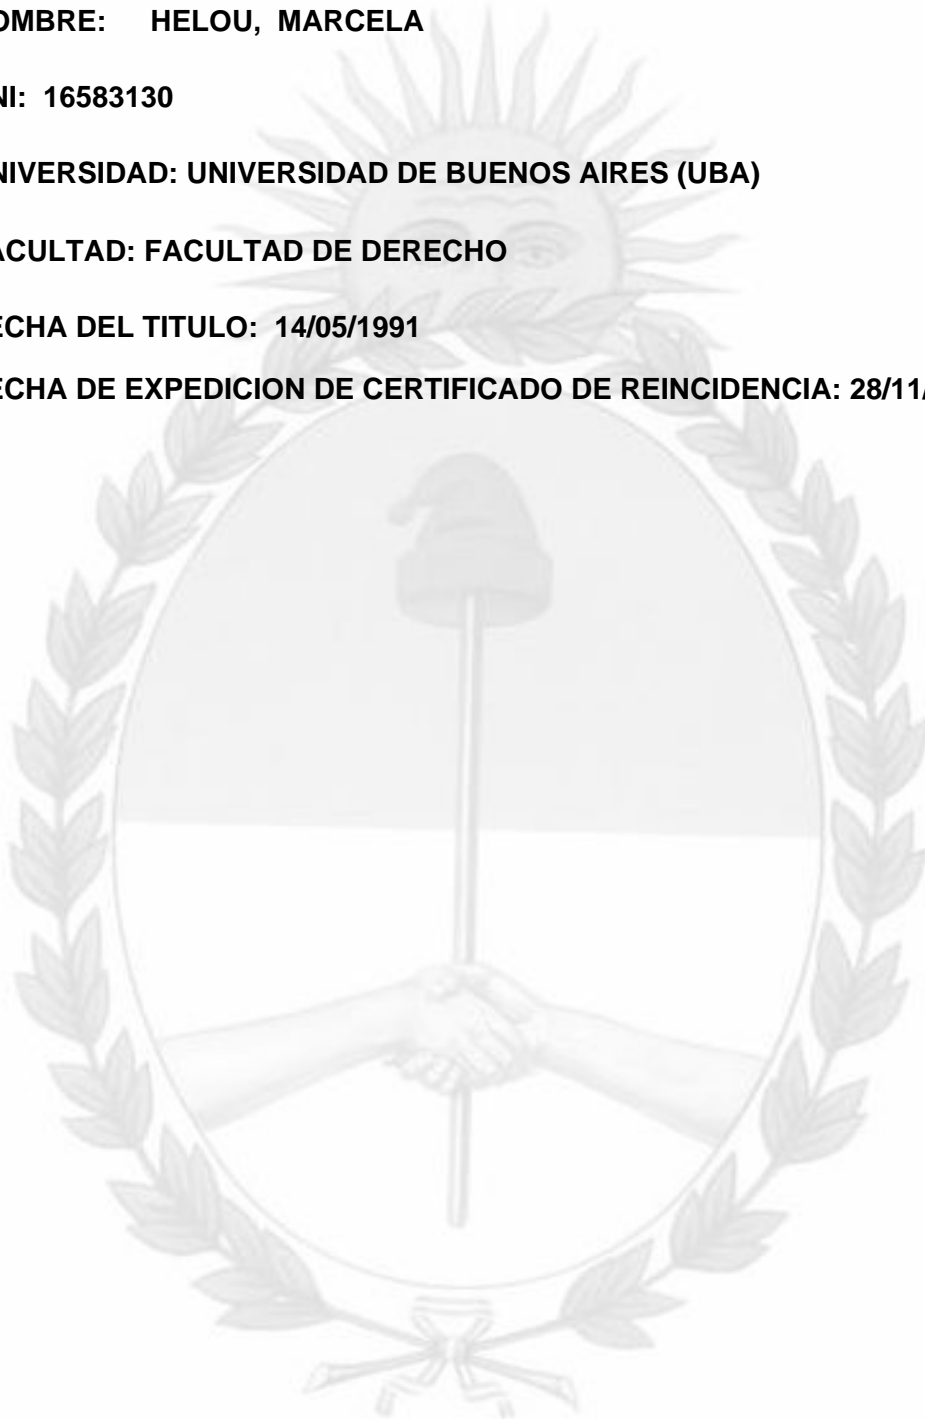 OMBRE: HELOU, MARCELA
NI: 16583130
NIVERSIDAD: UNIVERSIDAD DE BUENOS AIRES (UBA)
ACULTAD: FACULTAD DE DERECHO
ECHA DEL TITULO: 14/05/1991
ECHA DE EXPEDICION DE CERTIFICADO DE REINCIDENCIA: 28/11/